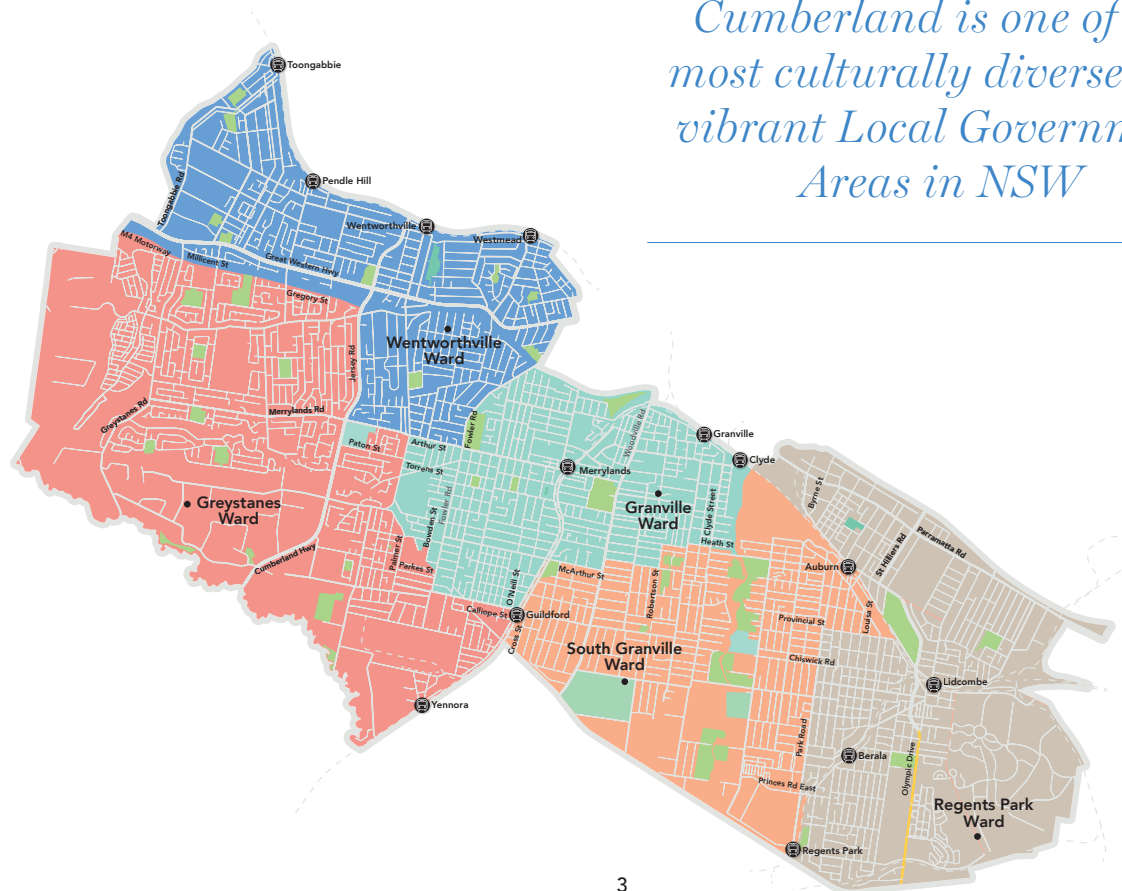 Cumberland is one of
most culturally diverse
vibrant Local Governm
Areas in NSW
Toongabbie
Pendle Hill
Toongabbie Rd
Wentworthville
Westmead
M4 Motorway
Millicent St
Great Western Hwy
Gregory St
Wentworthville
Ward
Jersey Rd
Greystanes Rd
Merrylands Rd
Paton St
Arthur St
Fowler Rd
Woodville Rd
Granville
Clyde
Torrens St
Merrylands
Greystanes
Ward
Bowden St
Fowler Rd
Granville
Ward
Clyde Street
Byrne St
Parramatta Rd
St Hilliers Rd
Cumberland Hwy
Palmer St
Parkes St
Heath St
McArthur St
Auburn
O'Neill St
Robertson St
Calliope St
Guildford
Cross St
Provincial St
Louisa St
South Granville
Ward
Chiswick Rd
Lidcombe
Yennora
Park Road
Berala
Olympic Drive
Princes Rd East
Regents Park
Ward
Regents Park
3